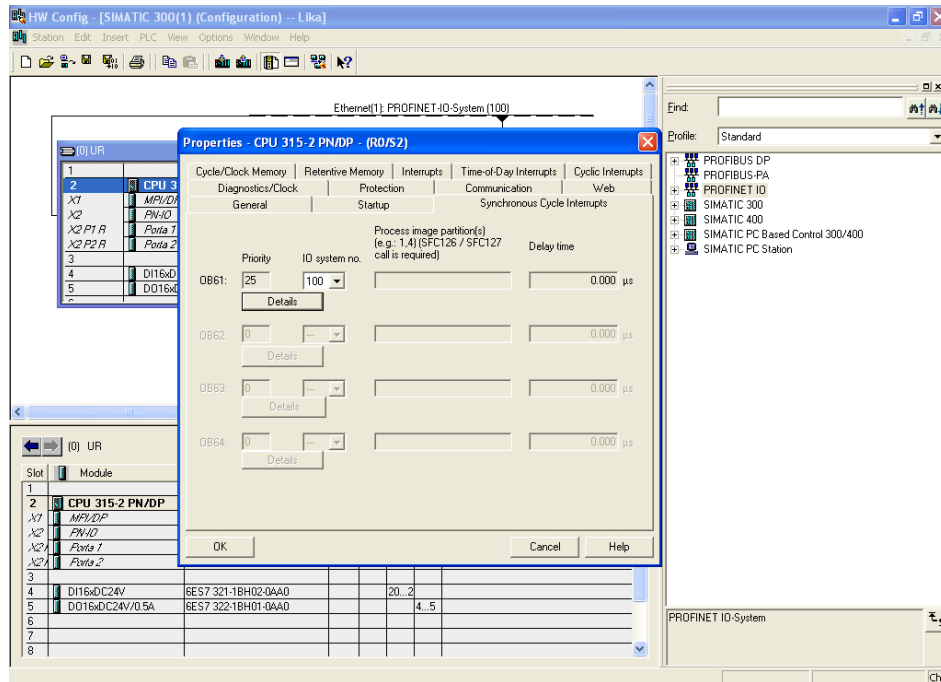 HW Config - [SIMATIC 300(1) (Configuration) -- Lika]
Station Edit Insert PLC View Options Window Help
Ethernet(1): PROFINET-IO-System (100)
(0) UR
1
2 CPU 3
X1 MPI/DP
X2 PN-IO
X2 P1 R Porta 1
X2 P2 R Porta 2
3
4 DI16xD
5 DO16xD
Properties - CPU 315-2 PN/DP - (R0/S2)
Cycle/Clock Memory Retentive Memory Interrupts Time-of-Day Interrupts Cyclic Interrupts
Diagnostics/Clock Protection Communication Web
General Startup Synchronous Cycle Interrupts
Priority IO system no. Process image partition(s)
(e.g.: 1,4) (SFC126 / SFC127
call is required) Delay time
OB61: 25 100 0.000 µs
Details
OB62: 0 --- 0.000 µs
Details
OB63: 0 --- 0.000 µs
Details
OB64: 0 --- 0.000 µs
Details
OK Cancel Help
Find:
Profile: Standard
PROFIBUS DP
PROFIBUS-PA
PROFINET IO
SIMATIC 300
SIMATIC 400
SIMATIC PC Based Control 300/400
SIMATIC PC Station
PROFINET IO-System
(0) UR
Slot Module
1
2 CPU 315-2 PN/DP
X1 MPI/DP
X2 PN-IO
X2 Porta 1
X2 Porta 2
3
4 DI16xDC24V 6ES7 321-1BH02-0AA0 20...2
5 DO16xDC24V/0.5A 6ES7 322-1BH01-0AA0 4...5
6
7
8
Ch